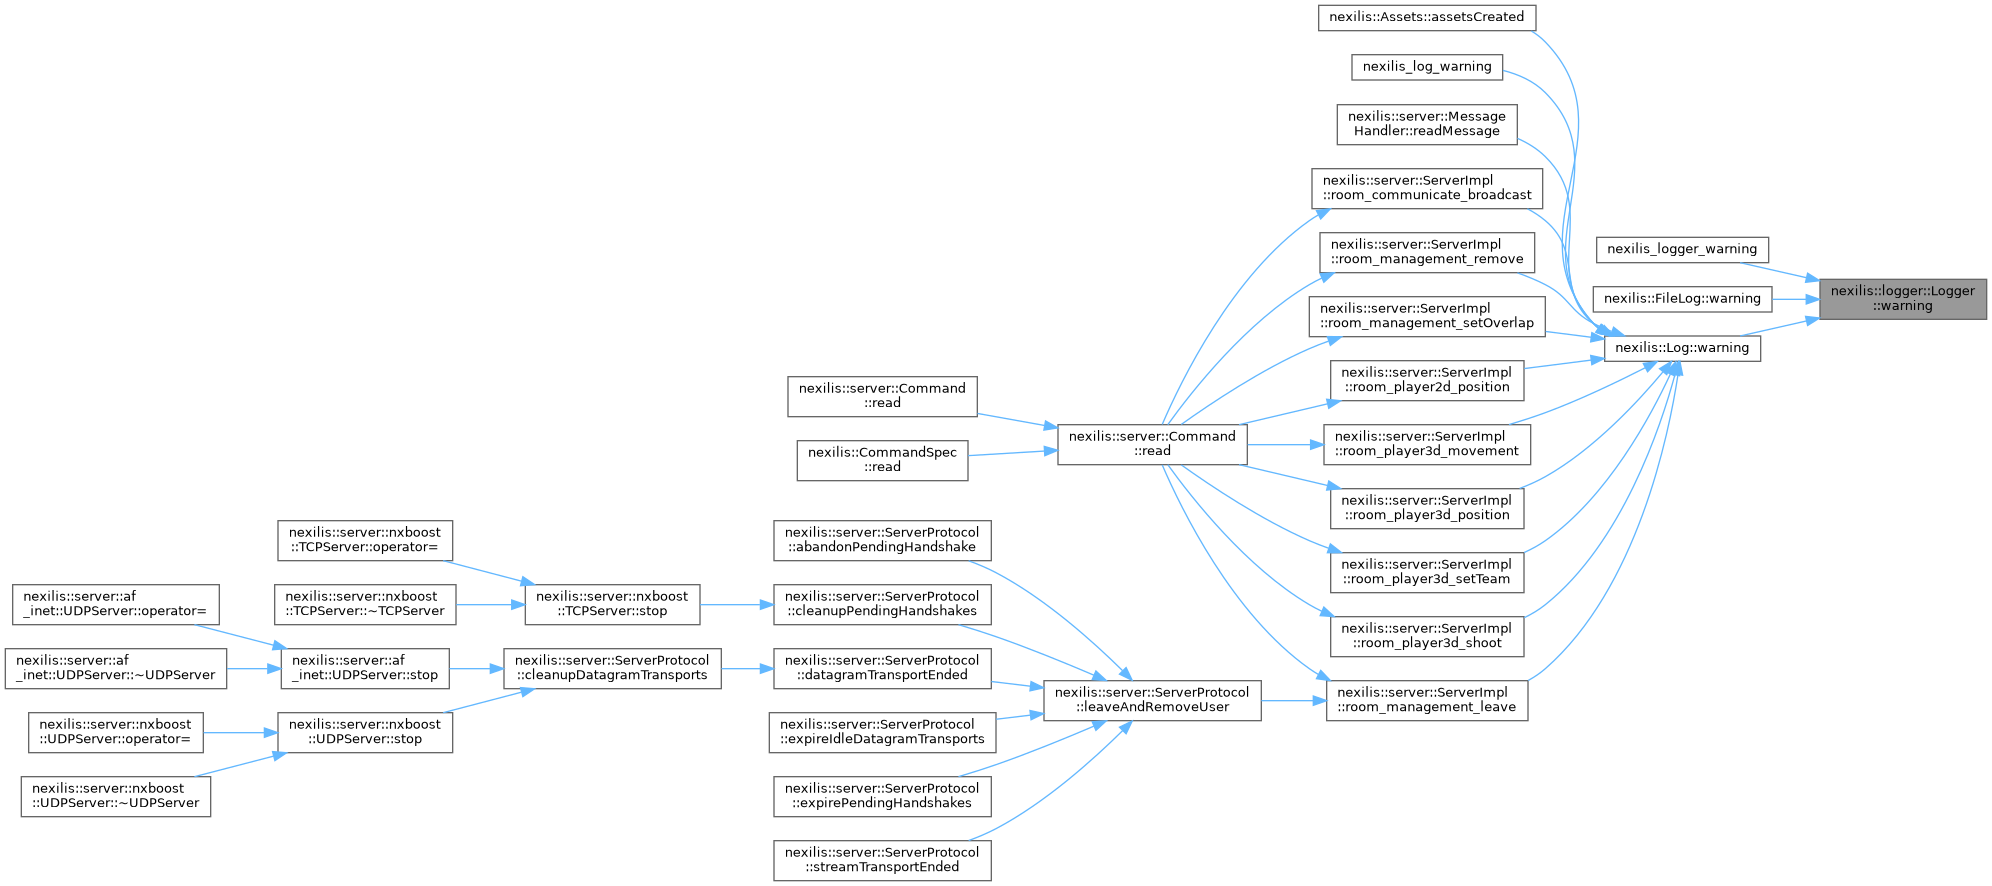 nexilis::Assets::assetsCreated
nexilis_log_warning
nexilis::server::Message
Handler::readMessage
nexilis::server::ServerImpl
::room_communicate_broadcast
nexilis::server::ServerImpl
::room_management_remove
nexilis::server::ServerImpl
::room_management_setOverlap
nexilis::server::ServerImpl
::room_player2d_position
nexilis::server::ServerImpl
::room_player3d_movement
nexilis::server::ServerImpl
::room_player3d_position
nexilis::server::ServerImpl
::room_player3d_setTeam
nexilis::server::ServerImpl
::room_player3d_shoot
nexilis::server::ServerImpl
::room_management_leave
nexilis_logger_warning
nexilis::FileLog::warning
nexilis::Log::warning
nexilis::logger::Logger
::warning
nexilis::server::Command
::read
nexilis::CommandSpec
::read
nexilis::server::Command
::read
nexilis::server::ServerProtocol
::abandonPendingHandshake
nexilis::server::ServerProtocol
::cleanupPendingHandshakes
nexilis::server::ServerProtocol
::datagramTransportEnded
nexilis::server::ServerProtocol
::expireIdleDatagramTransports
nexilis::server::ServerProtocol
::expirePendingHandshakes
nexilis::server::ServerProtocol
::streamTransportEnded
nexilis::server::ServerProtocol
::leaveAndRemoveUser
nexilis::server::nxboost
::TCPServer::operator=
nexilis::server::nxboost
::TCPServer::~TCPServer
nexilis::server::nxboost
::TCPServer::stop
nexilis::server::af
_inet::UDPServer::operator=
nexilis::server::af
_inet::UDPServer::~UDPServer
nexilis::server::af
_inet::UDPServer::stop
nexilis::server::ServerProtocol
::cleanupDatagramTransports
nexilis::server::nxboost
::UDPServer::operator=
nexilis::server::nxboost
::UDPServer::stop
nexilis::server::nxboost
::UDPServer::~UDPServer